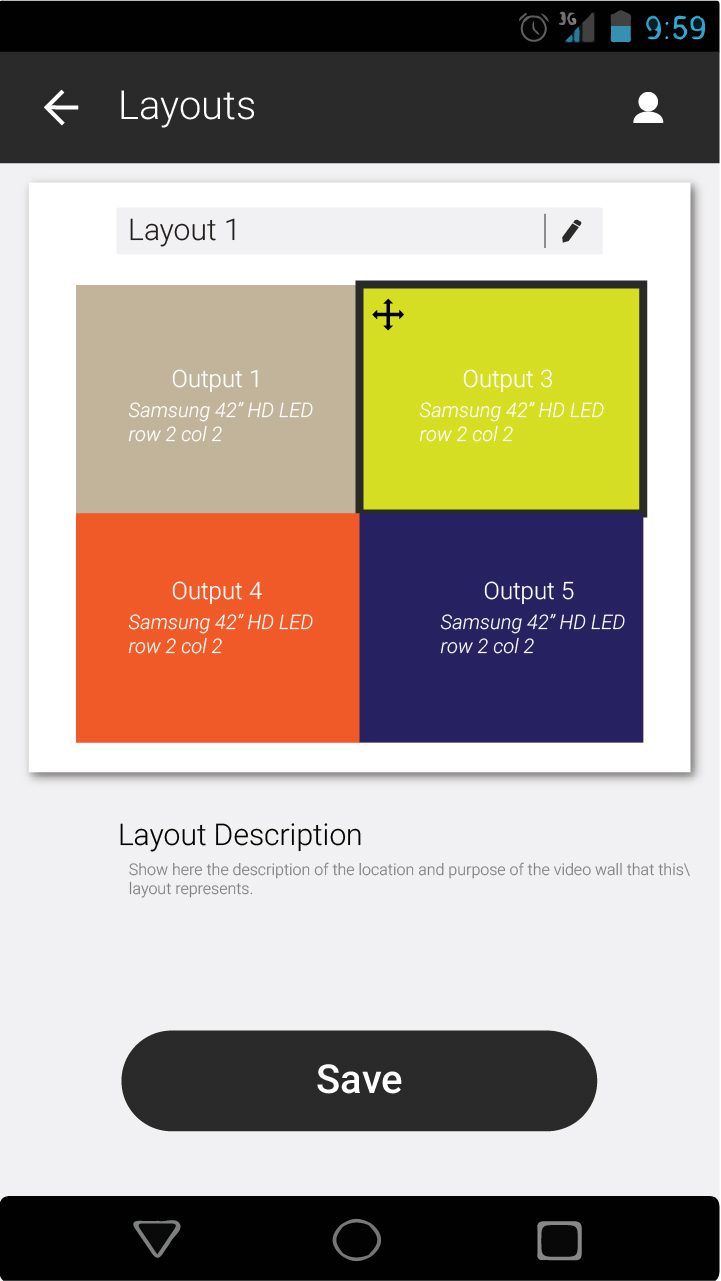 3G 9:59
Layouts
Layout 1
Output 1
Samsung 42” HD LED
row 2 col 2
Output 3
Samsung 42” HD LED
row 2 col 2
Output 4
Samsung 42” HD LED
row 2 col 2
Output 5
Samsung 42” HD LED
row 2 col 2
Layout Description
Show here the description of the location and purpose of the video wall that this\
layout represents.
Save